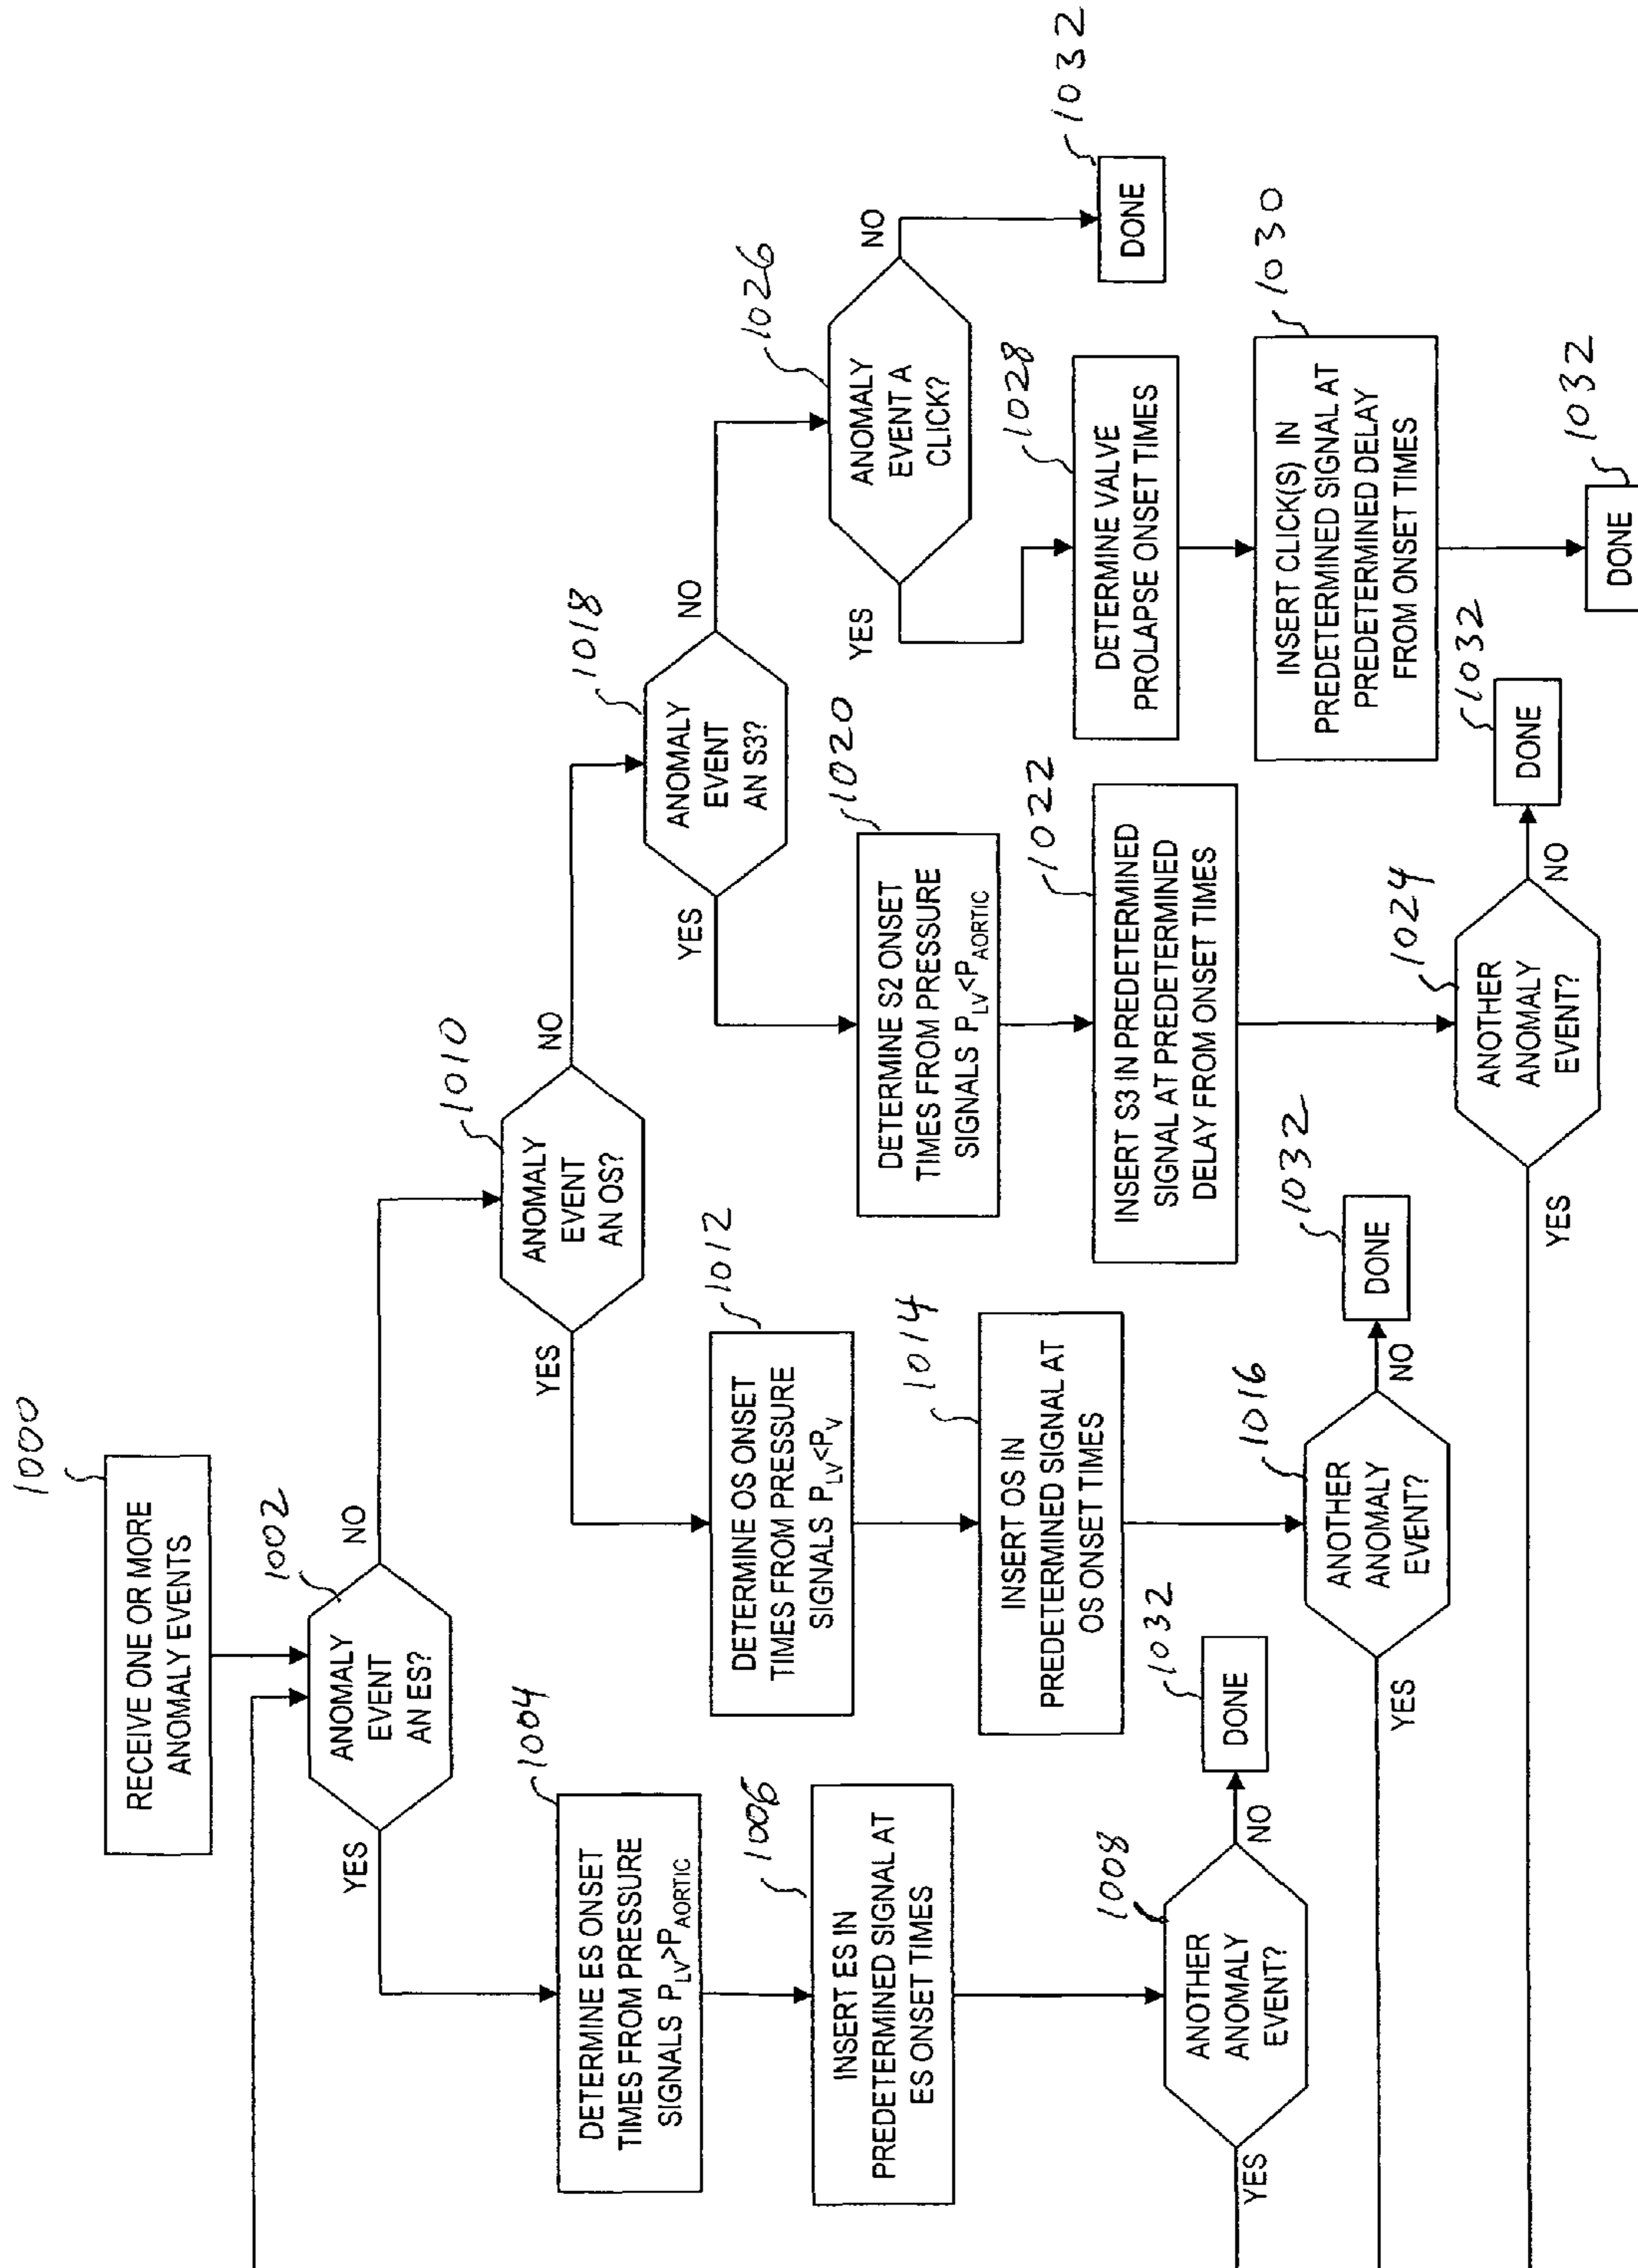 1000
RECEIVE ONE OR MORE
ANOMALY EVENTS
1002
ANOMALY
EVENT
AN ES?
YES
NO
1004
DETERMINE ES ONSET
TIMES FROM PRESSURE
SIGNALS PLV>PAORTIC
1006
INSERT ES IN
PREDETERMINED SIGNAL AT
ES ONSET TIMES
1008
ANOTHER
ANOMALY
EVENT?
YES
NO
1032
DONE
1010
ANOMALY
EVENT
AN OS?
YES
NO
1012
DETERMINE OS ONSET
TIMES FROM PRESSURE
SIGNALS PLV<PV
1014
INSERT OS IN
PREDETERMINED SIGNAL AT
OS ONSET TIMES
1016
ANOTHER
ANOMALY
EVENT?
YES
NO
1032
DONE
1018
ANOMALY
EVENT
AN S3?
YES
NO
1020
DETERMINE S2 ONSET
TIMES FROM PRESSURE
SIGNALS PLV<PAORTIC
1022
INSERT S3 IN PREDETERMINED
SIGNAL AT PREDETERMINED
DELAY FROM ONSET TIMES
1024
ANOTHER
ANOMALY
EVENT?
YES
NO
1032
DONE
1026
ANOMALY
EVENT A
CLICK?
YES
NO
1032
DONE
1028
DETERMINE VALVE
PROLAPSE ONSET TIMES
1030
INSERT CLICK(S) IN
PREDETERMINED SIGNAL AT
PREDETERMINED DELAY
FROM ONSET TIMES
1032
DONE